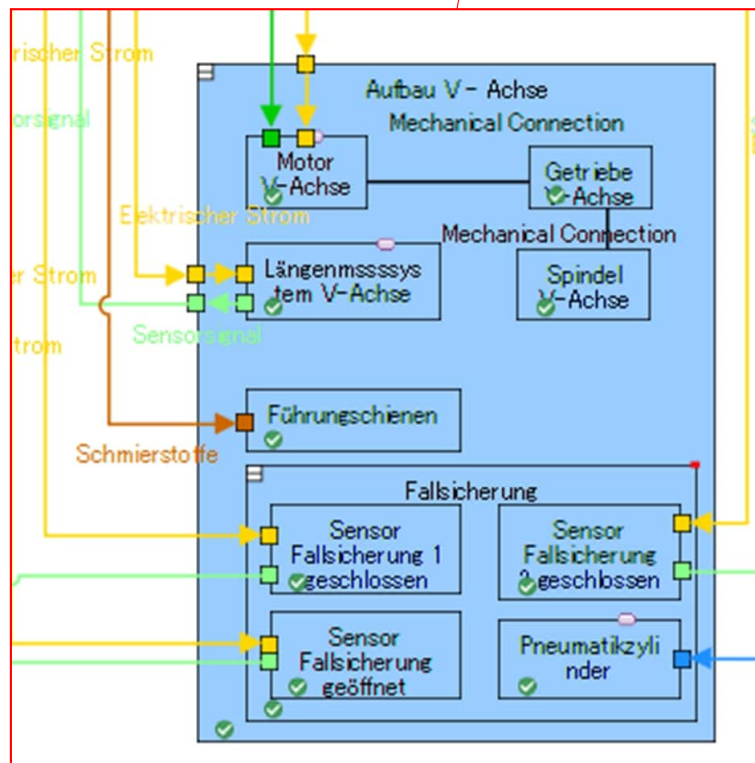 rischer Strom
Aufbau V - Achse
orsignal
Mechanical Connection
Motor
V-Achse
Getriebe
V-Achse
Elektrischer Strom
Mechanical Connection
er Strom
Längenmssssys
tem V-Achse
Spindel
V-Achse
Sensorsignal
Strom
Führungschienen
Schmierstoffe
Fallsicherung
Sensor
Fallsicherung 1
geschlossen
Sensor
Fallsicherung
2 geschlossen
Sensor
Fallsicherung
geöffnet
Pneumatikzyli
nder